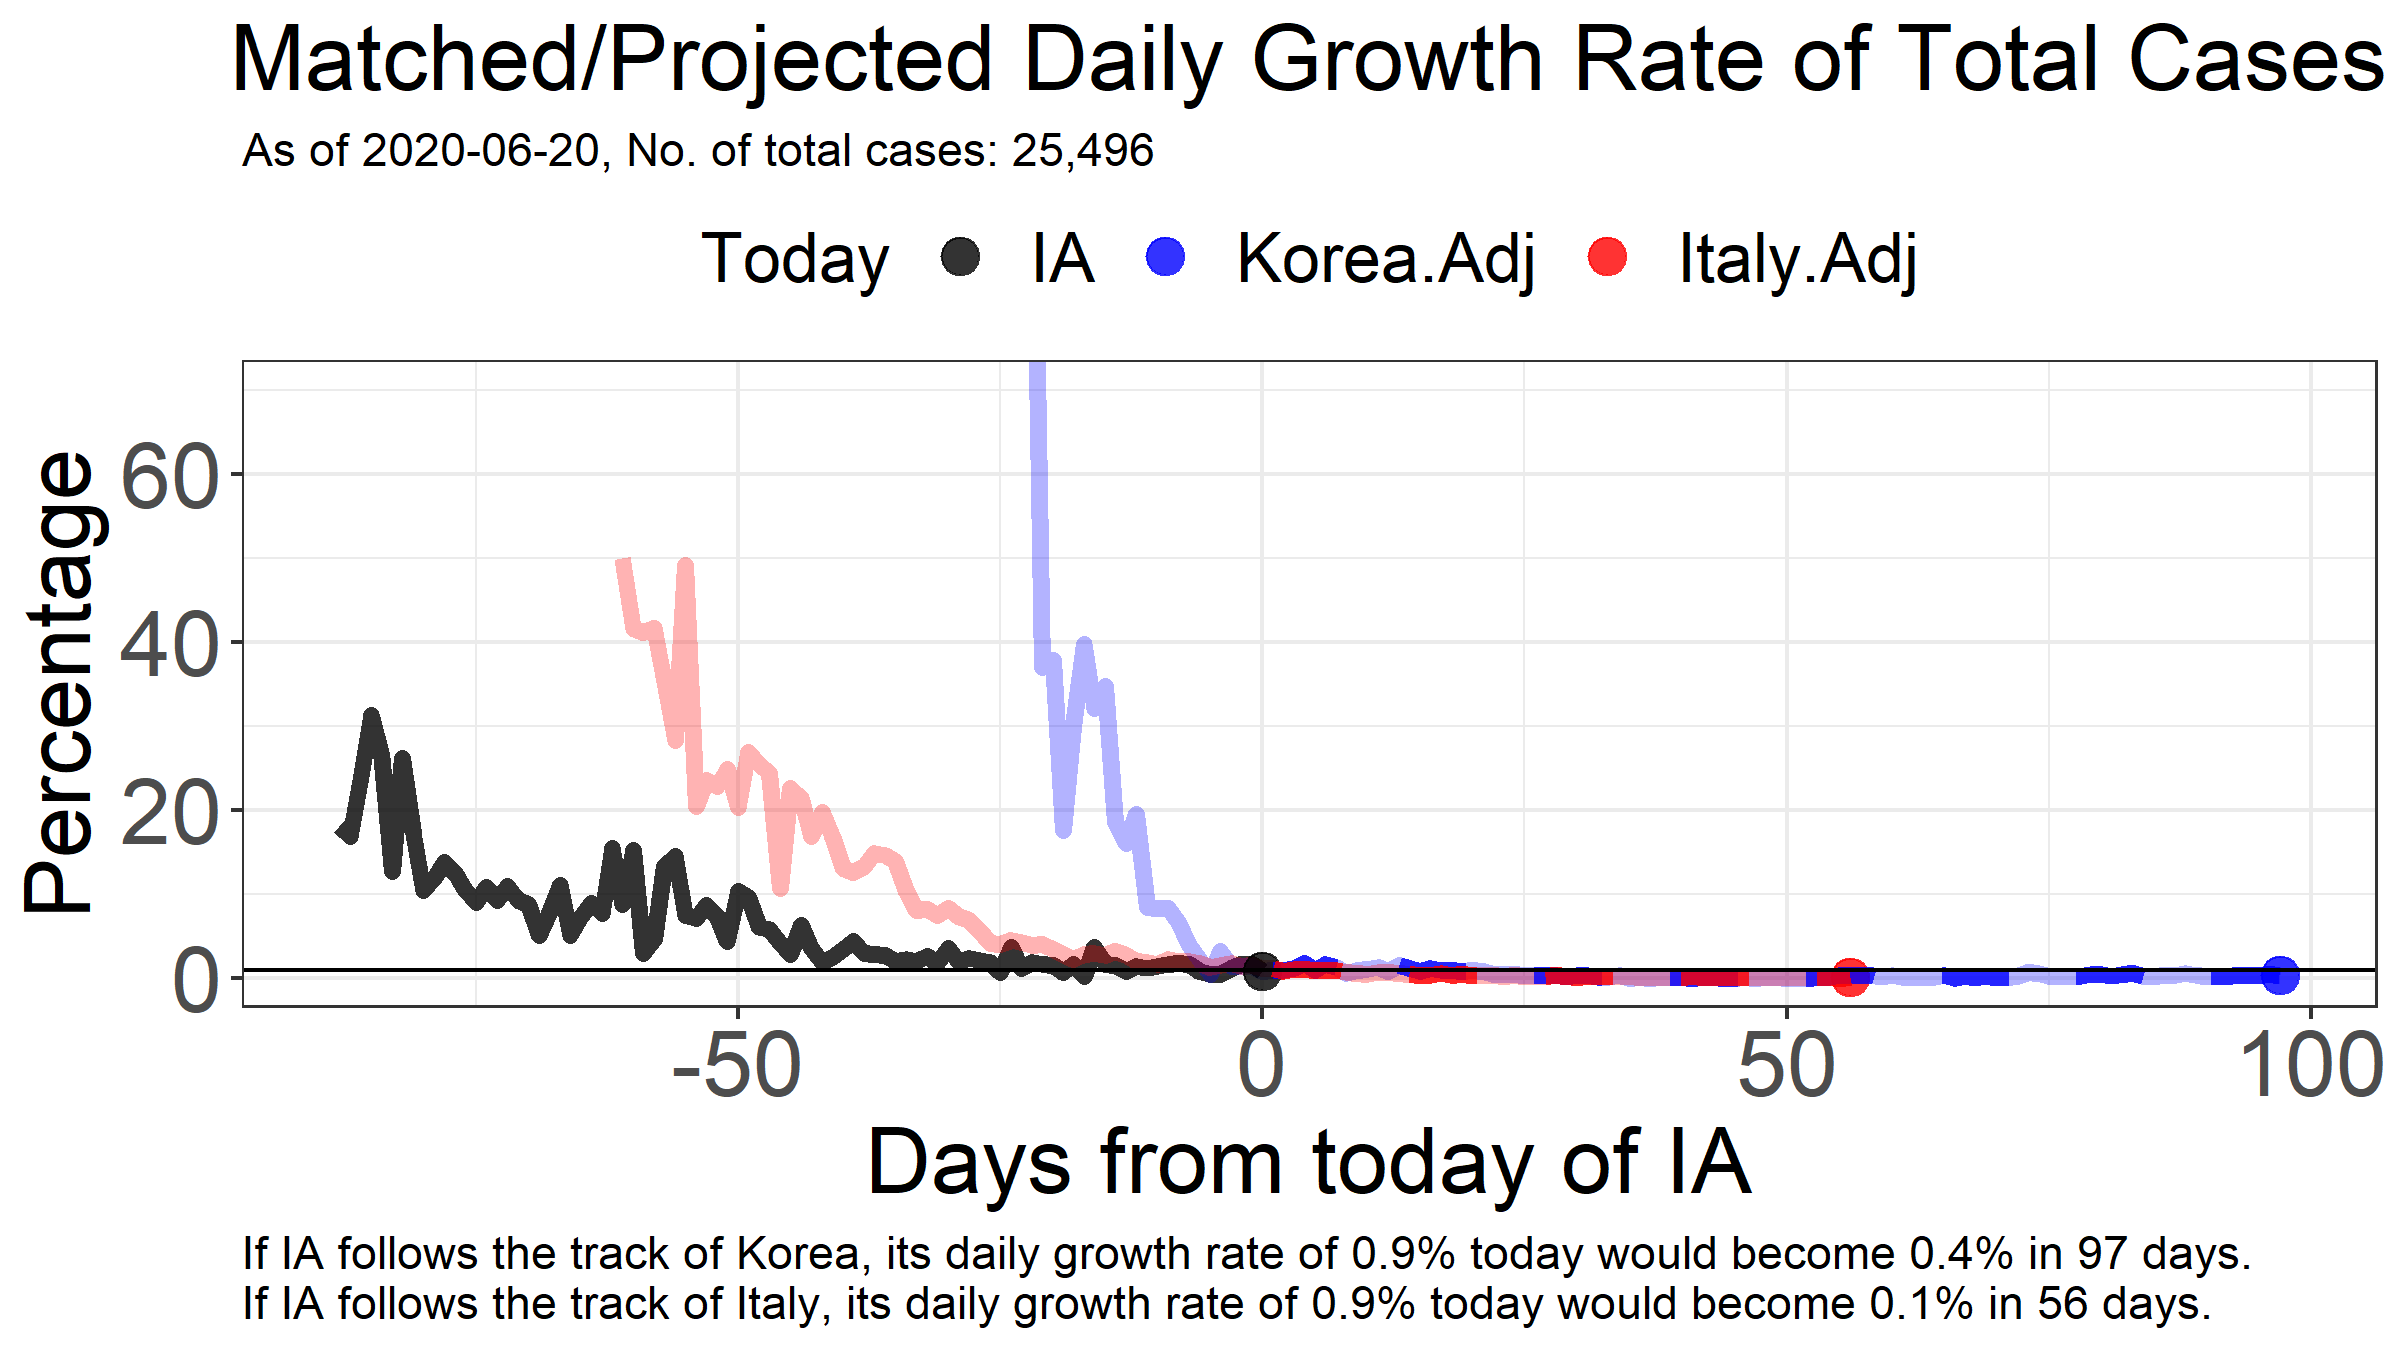 Matched/Projected Daily Growth Rate of Total Cases
As of 2020-06-20, No. of total cases: 25,496
Today IA Korea.Adj Italy.Adj
Percentage
60
40
20
0
-50 0 50 100
Days from today of IA
If IA follows the track of Korea, its daily growth rate of 0.9% today would become 0.4% in 97 days.
If IA follows the track of Italy, its daily growth rate of 0.9% today would become 0.1% in 56 days.